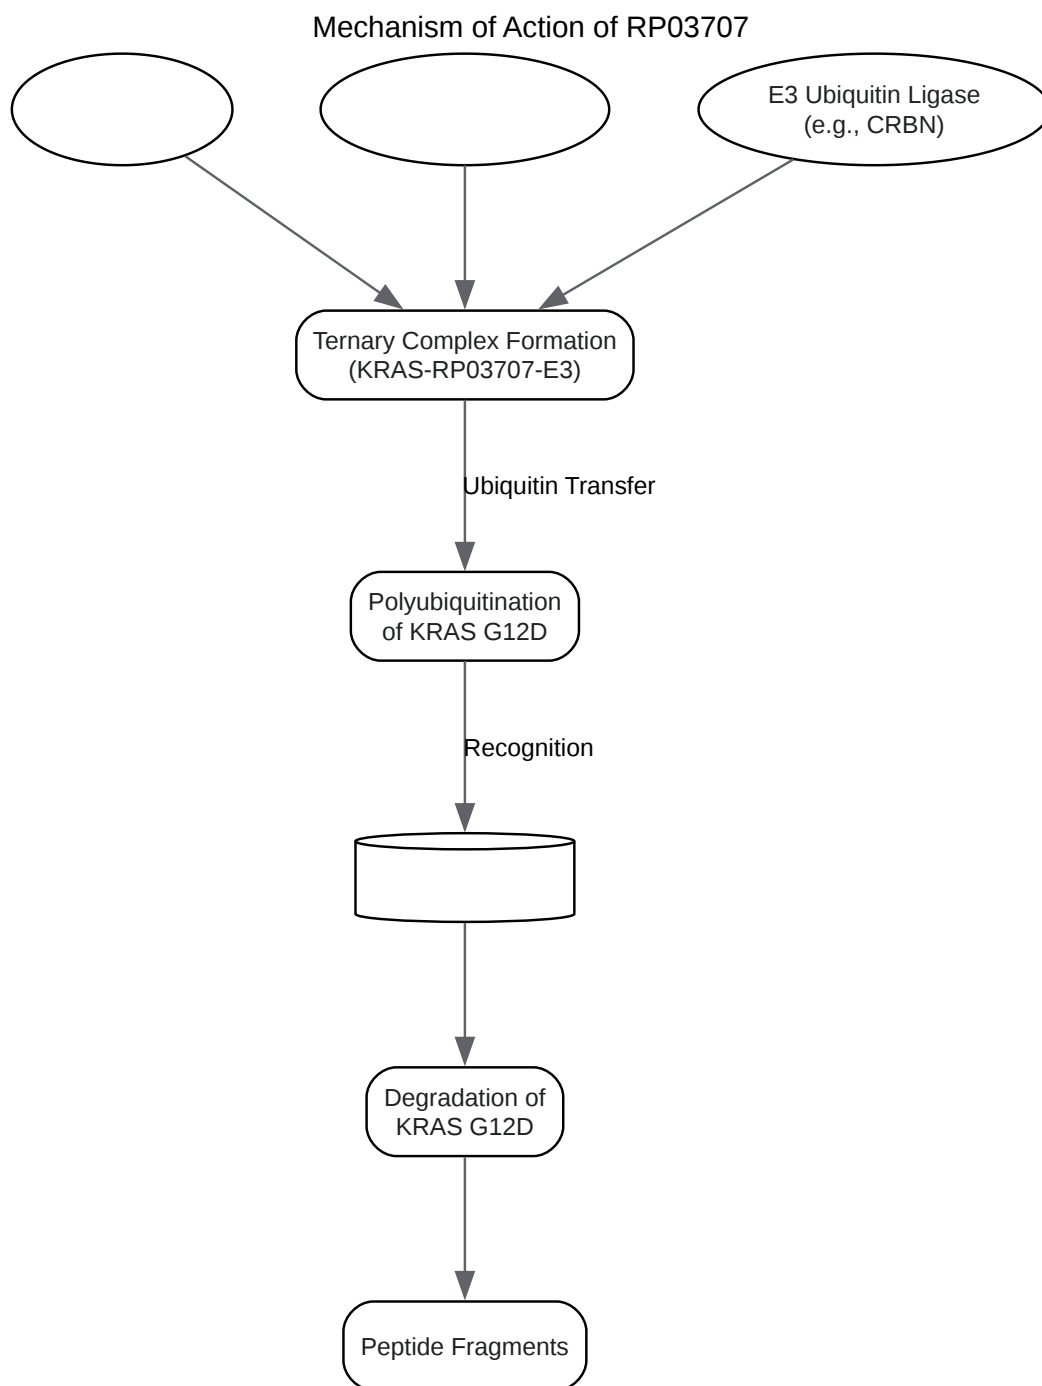 Mechanism of Action of RP03707
E3 Ubiquitin Ligase
(e.g., CRBN)
Ternary Complex Formation
(KRAS-RP03707-E3)
Ubiquitin Transfer
Polyubiquitination
of KRAS G12D
Recognition
Degradation of
KRAS G12D
Peptide Fragments